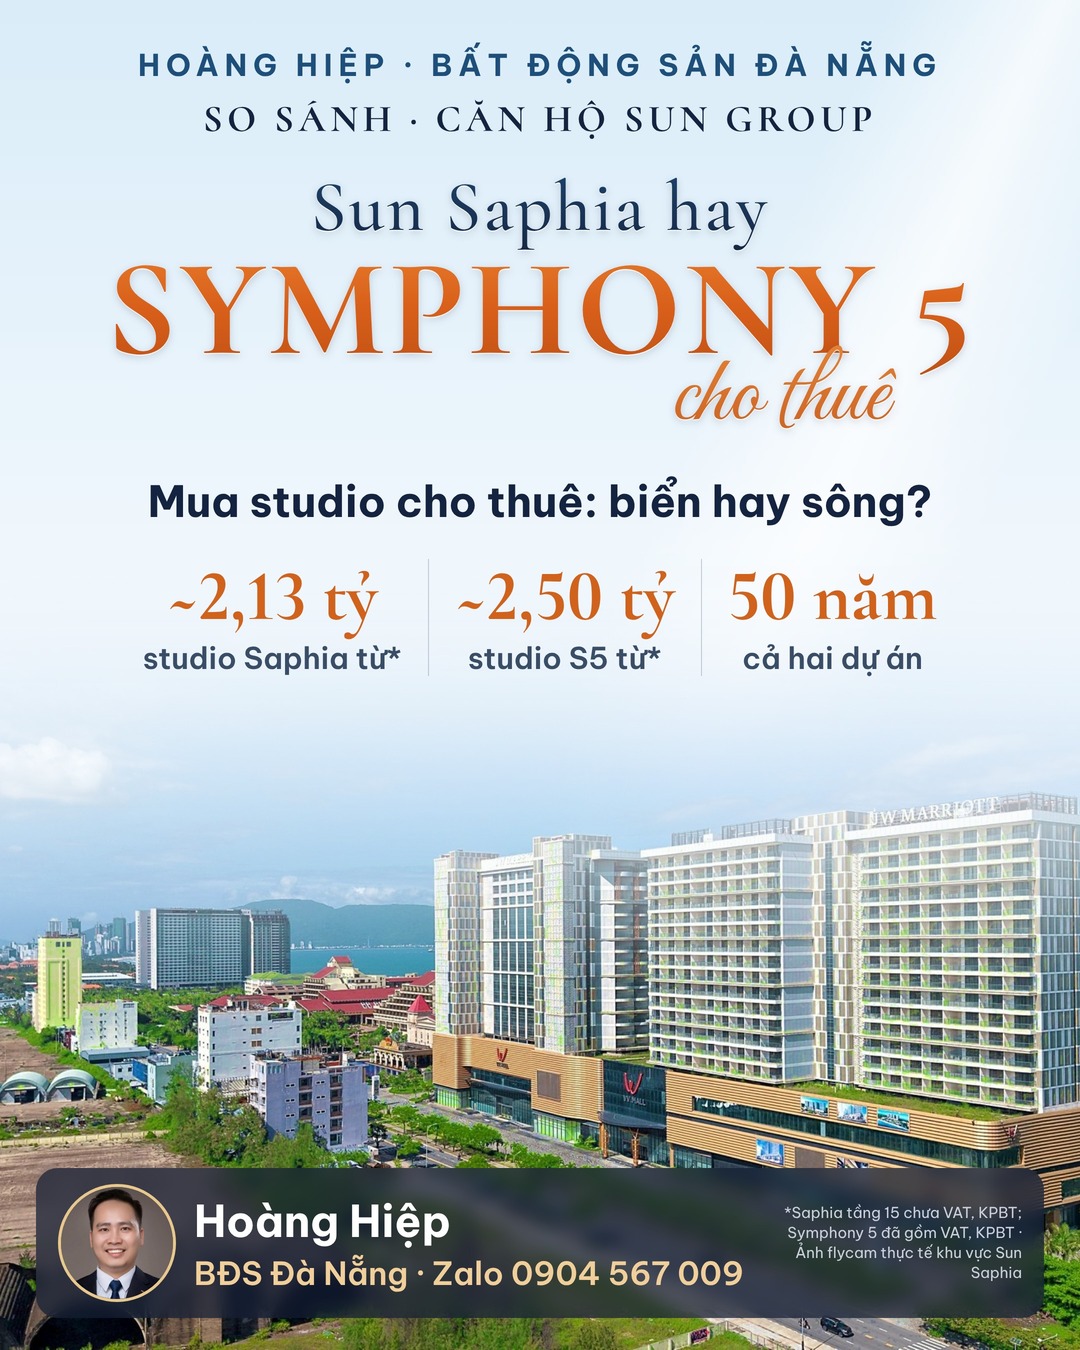 HOÀNG HIỆP · BẤT ĐỘNG SẢN ĐÀ NẴNG
SO SÁNH · CĂN HỘ SUN GROUP
Sun Saphia hay
SYMPHONY 5
cho thuê
Mua studio cho thuê: biển hay sông?
~2,13 tỷ
studio Saphia từ*
~2,50 tỷ
studio S5 từ*
50 năm
cả hai dự án
JW MARRIOTT
VV MALL
Hoàng Hiệp
BĐS Đà Nẵng · Zalo 0904 567 009
*Saphia tầng 15 chưa VAT, KPBT;
Symphony 5 đã gồm VAT, KPBT ·
Ảnh flycam thực tế khu vực Sun
Saphia